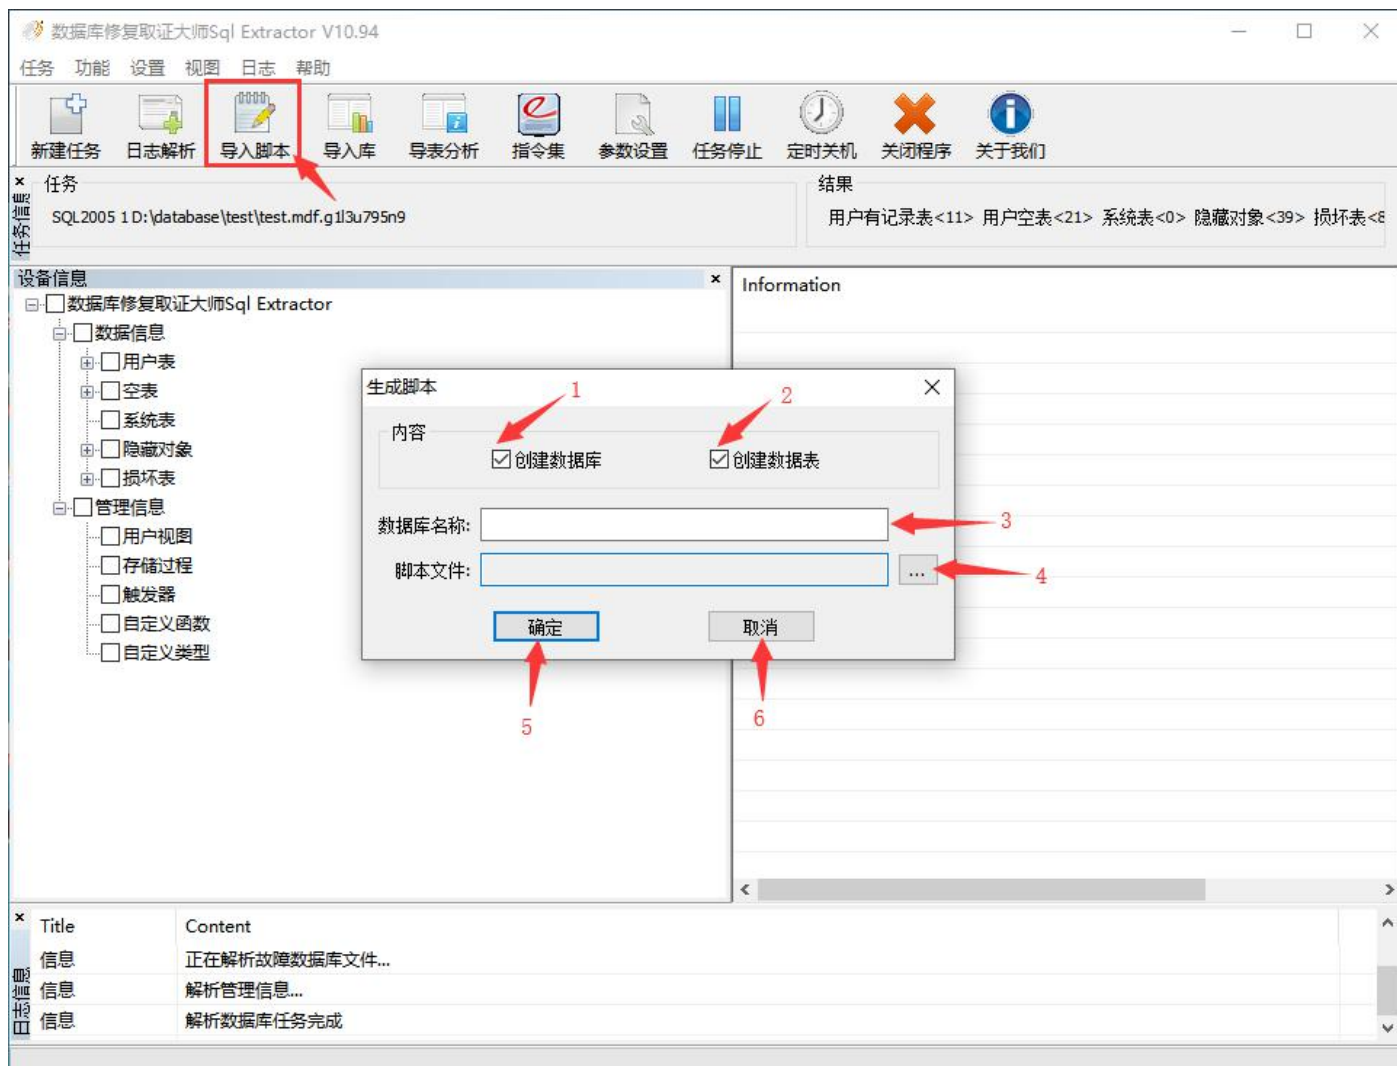 数据库修复取证大师Sql Extractor V10.94
任务 功能 设置 视图 日志 帮助
新建任务 日志解析 导入脚本 导入库 导表分析 指令集 参数设置 任务停止 定时关机 关闭程序 关于我们
任务信息
任务
SQL2005 1 D:\database\test\test.mdf.g1l3u795n9
结果
用户有记录表<11> 用户空表<21> 系统表<0> 隐藏对象<39> 损坏表<8
设备信息
数据库修复取证大师Sql Extractor
数据信息
用户表
空表
系统表
隐藏对象
损坏表
管理信息
用户视图
存储过程
触发器
自定义函数
自定义类型
Information
生成脚本
1
2
内容
创建数据库 创建数据表
数据库名称:
3
脚本文件:
...
4
确定 取消
5
6
日志信息
Title Content
信息 正在解析故障数据库文件...
信息 解析管理信息...
信息 解析数据库任务完成